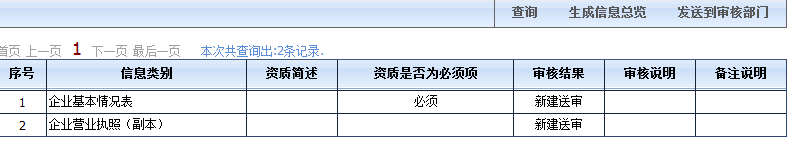 查询 生成信息总览 发送到审核部门
首页 上一页 1 下一页 最后一页 本次共查询出:2条记录.
序号 信息类别 资质简述 资质是否为必须项 审核结果 审核说明 备注说明
1 企业基本情况表 必须 新建送审
2 企业营业执照（副本） 新建送审